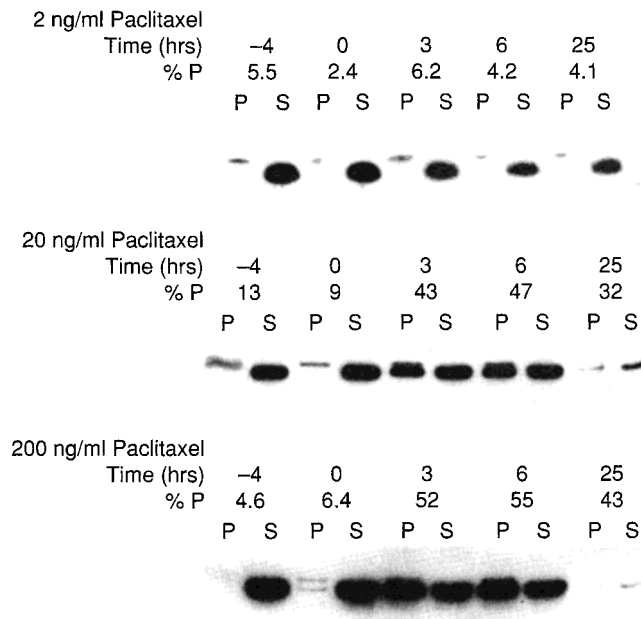 2 ng/ml Paclitaxel
Time (hrs) –4 0 3 6 25
% P 5.5 2.4 6.2 4.2 4.1
P S P S P S P S P S
20 ng/ml Paclitaxel
Time (hrs) –4 0 3 6 25
% P 13 9 43 47 32
P S P S P S P S P S
200 ng/ml Paclitaxel
Time (hrs) –4 0 3 6 25
% P 4.6 6.4 52 55 43
P S P S P S P S P S